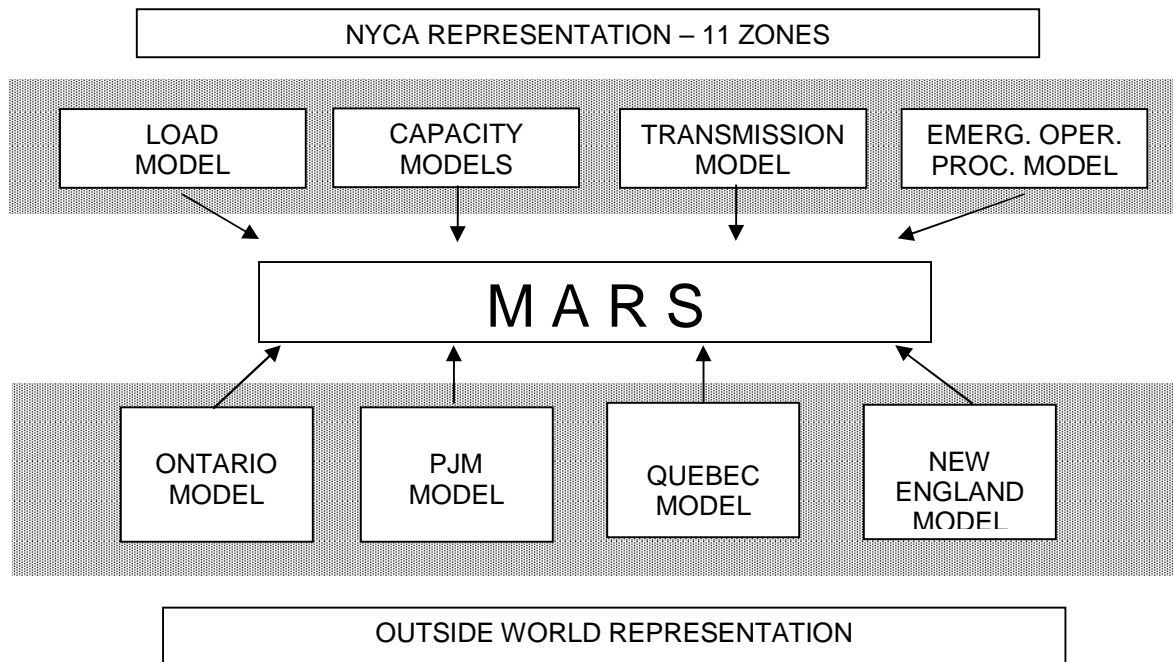 NYCA REPRESENTATION – 11 ZONES
LOAD
MODEL
CAPACITY
MODELS
TRANSMISSION
MODEL
EMERG. OPER.
PROC. MODEL
M A R S
ONTARIO
MODEL
PJM
MODEL
QUEBEC
MODEL
NEW
ENGLAND
MODEL
OUTSIDE WORLD REPRESENTATION